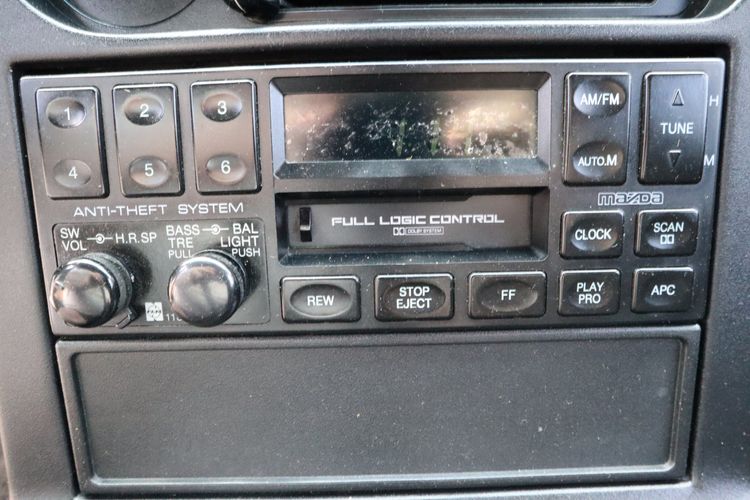 1 2 3
4 5 6
AM/FM
AUTO.M
TUNE
H
M
ANTI-THEFT SYSTEM
FULL LOGIC CONTROL
DOLBY SYSTEM
mazda
SW
VOL
H.R.SP
BASS
TRE
PULL
BAL
LIGHT
PUSH
CLOCK
SCAN
REW
STOP
EJECT
FF
PLAY
PRO
APC